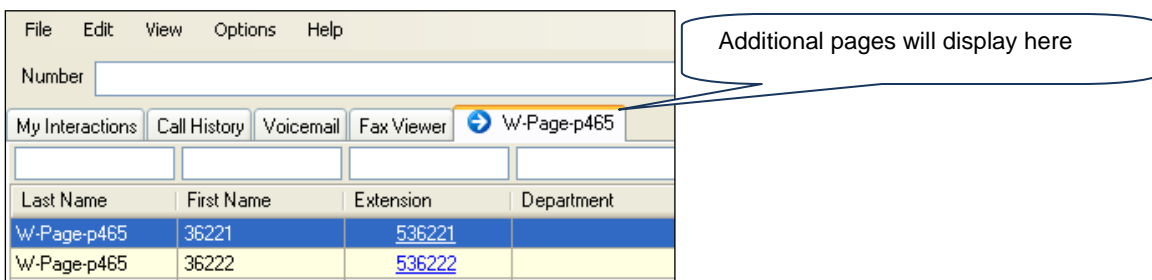 File Edit View Options Help
Additional pages will display here
Number
My Interactions Call History Voicemail Fax Viewer W-Page-p465
Last Name First Name Extension Department
W-Page-p465 36221 536221
W-Page-p465 36222 536222